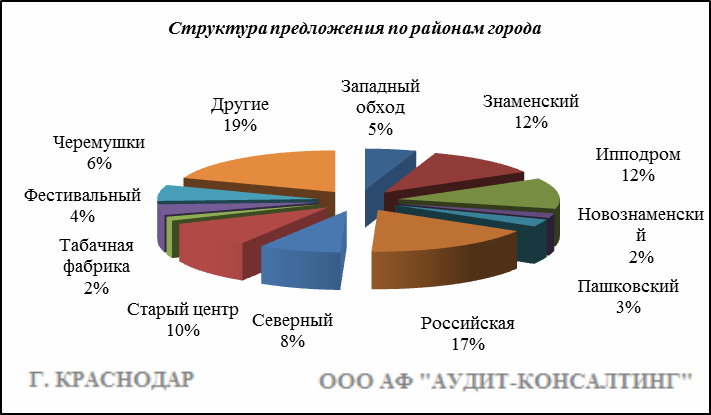 Структура предложения по районам города
Западный
обход
5%
Знаменский
12%
Ипподром
12%
Новознаменски
й
2%
Пашковский
3%
Российская
17%
Северный
8%
Старый центр
10%
Табачная
фабрика
2%
Фестивальный
4%
Черемушки
6%
Другие
19%
Г. КРАСНОДАР
ООО АФ "АУДИТ-КОНСАЛТИНГ"